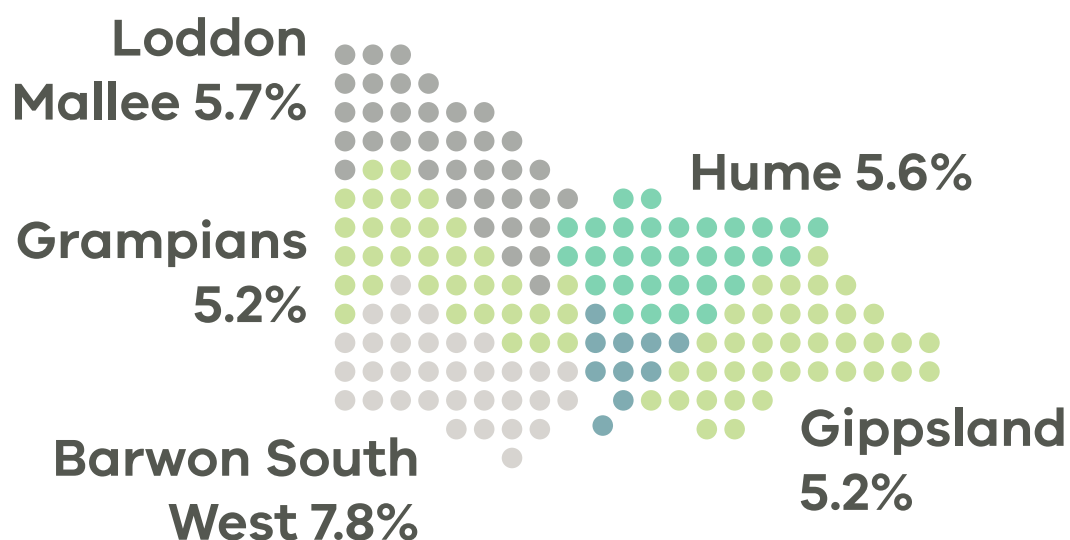 Loddon
Mallee 5.7%
Hume 5.6%
Grampians
5.2%
Gippsland
5.2%
Barwon South
West 7.8%